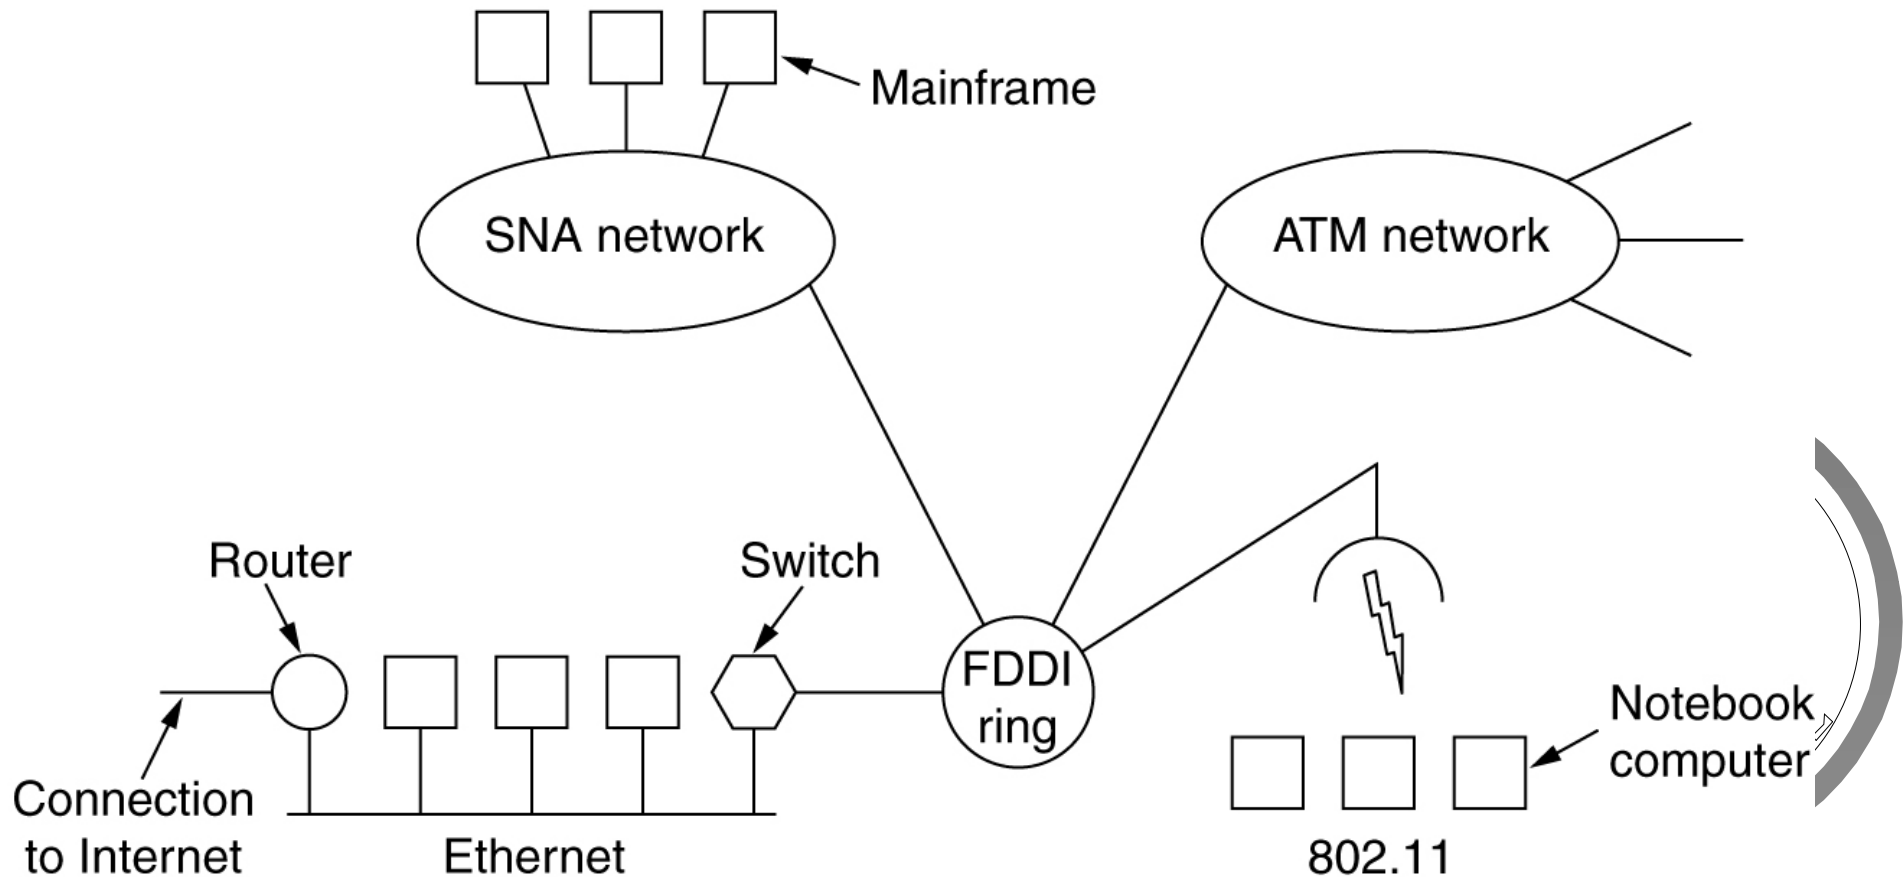 Mainframe
SNA network
ATM network
Router
Switch
FDDI
ring
Notebook
computer
Connection
to Internet
Ethernet
802.11